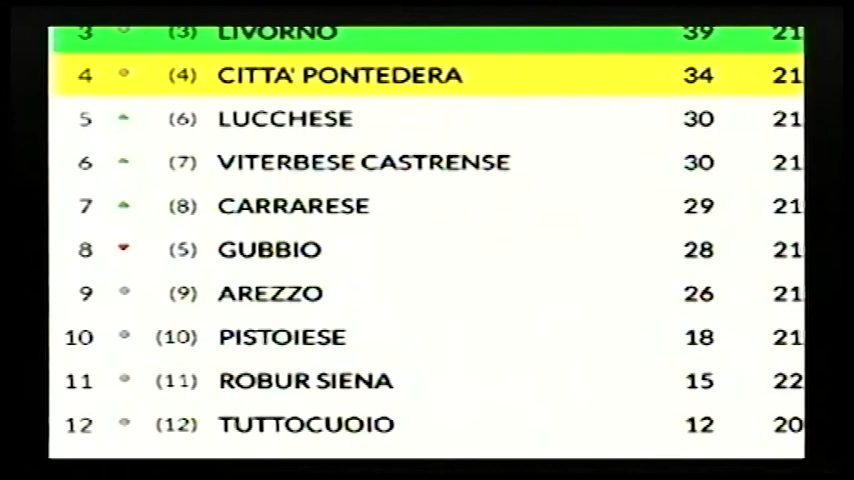 3 (3) LIVORNO 39 21
4 (4) CITTA' PONTEDERA 34 21
5 (6) LUCCHESE 30 21
6 (7) VITERBESE CASTRENSE 30 21
7 (8) CARRARESE 29 21
8 (5) GUBBIO 28 21
9 (9) AREZZO 26 21
10 (10) PISTOIESE 18 21
11 (11) ROBUR SIENA 15 22
12 (12) TUTTOCUOIO 12 20